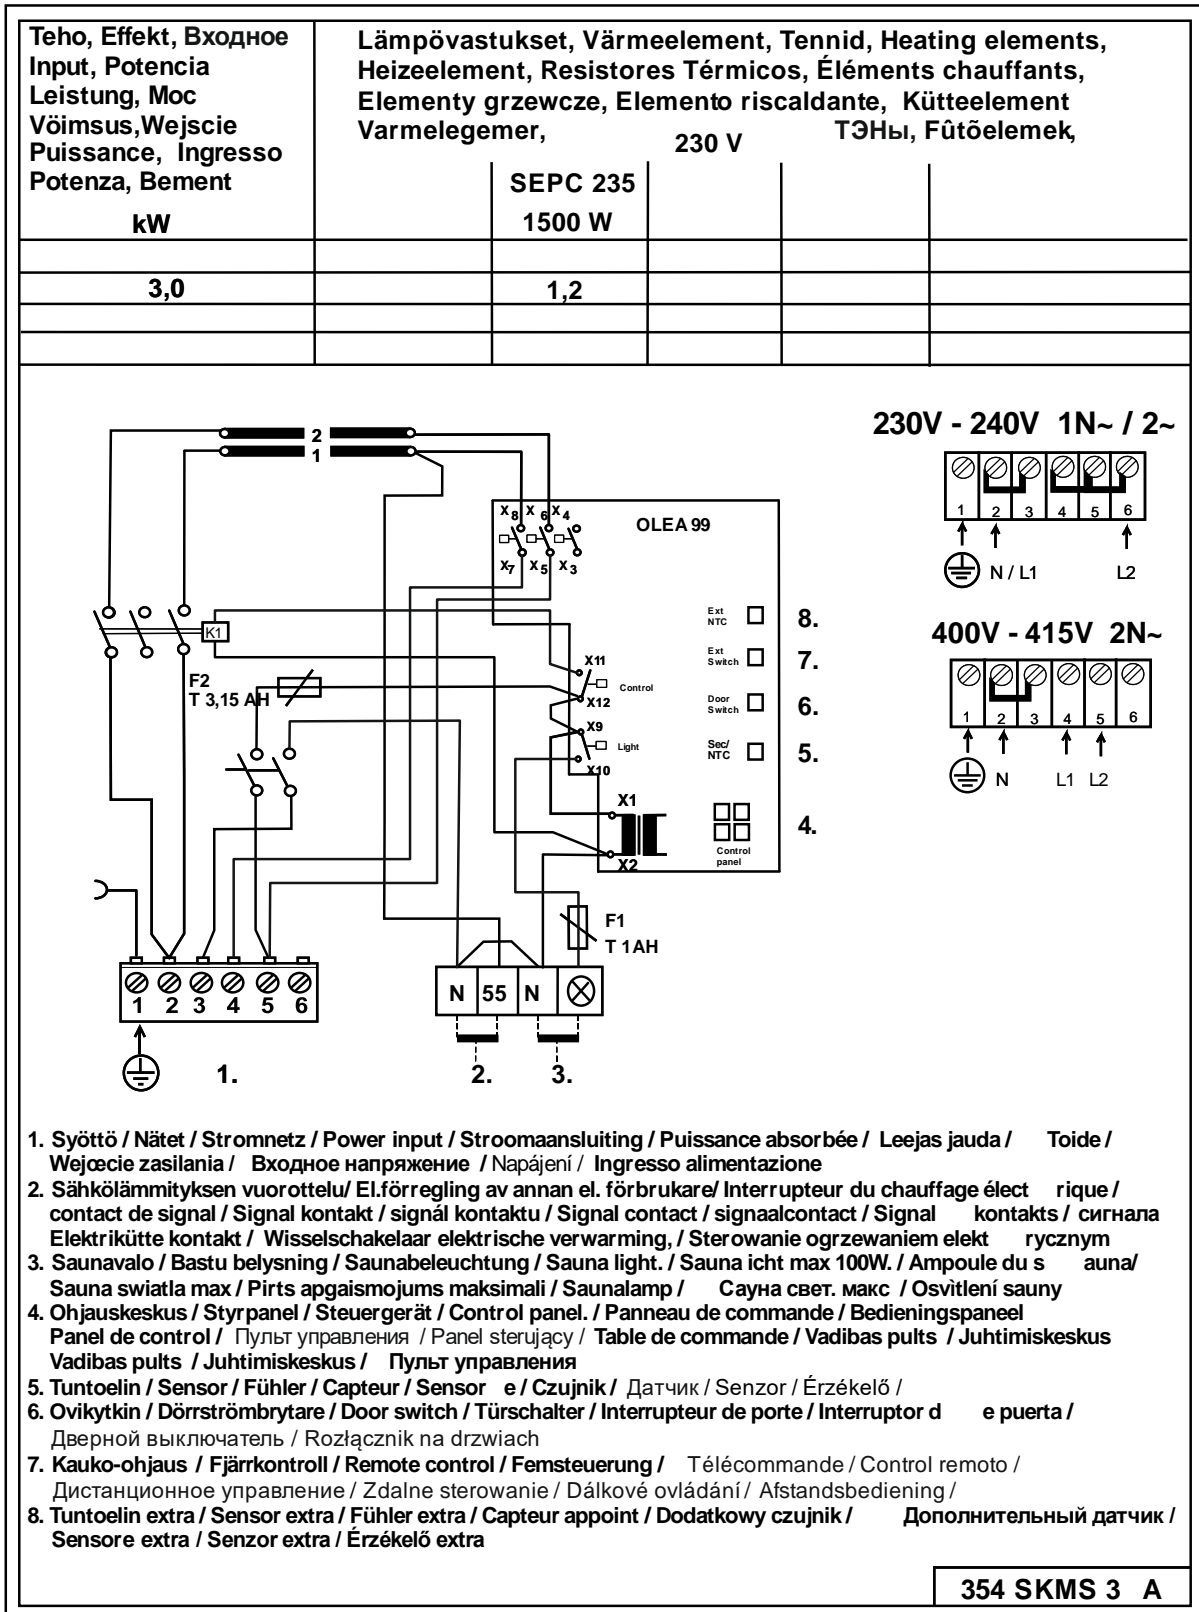 Teho, Effekt, Входное
Input, Potencia
Leistung, Moc
Vöimsus,Wejscie
Puissance, Ingresso
Potenza, Bement
kW
Lämpövastukset, Värmeelement, Tennid, Heating elements,
Heizeelement, Resistores Térmicos, Éléments chauffants,
Elementy grzewcze, Elemento riscaldante, Kütteelement
Varmelegemer, 230 V ТЭНы, Fûtõelemek,
SEPC 235
1500 W
3,0 1,2
230V - 240V 1N~ / 2~
1 2 3 4 5 6
N / L1 L2
400V - 415V 2N~
1 2 3 4 5 6
N L1 L2
2
1
OLEA 99
X8 X6 X4
X7 X5 X3
K1
F2
T 3,15 AH
X11
Control
X12
X9
Light
X10
X1
X2
Ext
NTC
8.
Ext
Switch
7.
Door
Switch
6.
Sec/
NTC
5.
4.
Control
panel
F1
T 1AH
1 2 3 4 5 6
N 55 N
1. 2. 3.
1. Syöttö / Nätet / Stromnetz / Power input / Stroomaansluiting / Puissance absorbée / Leejas jauda / Toide /
Wejœcie zasilania / Входное напряжение / Napájení / Ingresso alimentazione
2. Sähkölämmityksen vuorottelu/ El.förregling av annan el. förbrukare/ Interrupteur du chauffage élect rique /
contact de signal / Signal kontakt / signál kontaktu / Signal contact / signaalcontact / Signal kontakts / сигнала
Elektrikütte kontakt / Wisselschakelaar elektrische verwarming, / Sterowanie ogrzewaniem elekt rycznym
3. Saunavalo / Bastu belysning / Saunabeleuchtung / Sauna light. / Sauna icht max 100W. / Ampoule du s auna/
Sauna swiatla max / Pirts apgaismojums maksimali / Saunalamp / Сауна свет. макс / Osvìtlení sauny
4. Ohjauskeskus / Styrpanel / Steuergerät / Control panel. / Panneau de commande / Bedieningspaneel
Panel de control / Пульт управления / Panel sterujący / Table de commande / Vadibas pults / Juhtimiskeskus
Vadibas pults / Juhtimiskeskus / Пульт управления
5. Tuntoelin / Sensor / Fühler / Capteur / Sensor e / Czujnik / Датчик / Senzor / Érzékelő /
6. Ovikytkin / Dörrströmbrytare / Door switch / Türschalter / Interrupteur de porte / Interruptor d e puerta /
Дверной выключатель / Rozłącznik na drzwiach
7. Kauko-ohjaus / Fjärrkontroll / Remote control / Femsteuerung / Télécommande / Control remoto /
Дистанционное управление / Zdalne sterowanie / Dálkové ovládání / Afstandsbediening /
8. Tuntoelin extra / Sensor extra / Fühler extra / Capteur appoint / Dodatkowy czujnik / Дополнительный датчик /
Sensore extra / Senzor extra / Érzékelő extra
354 SKMS 3 A